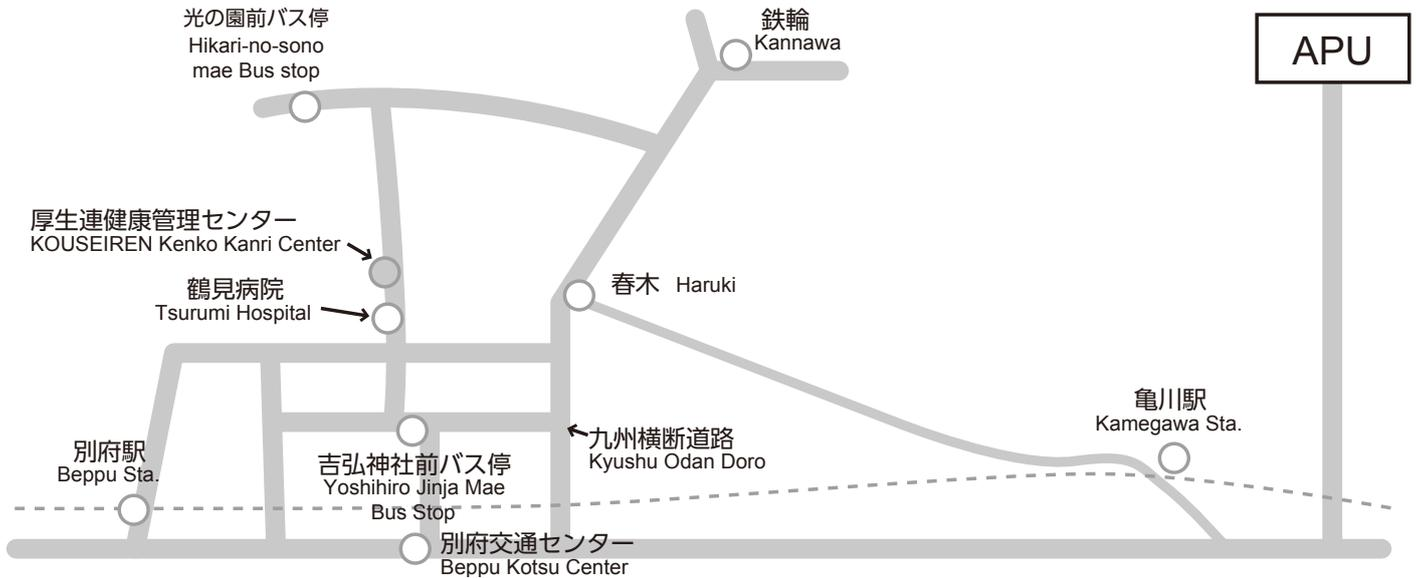 光の園前バス停
Hikari-no-sono
mae Bus stop
鉄輪
Kannawa
APU
厚生連健康管理センター
KOUSEIREN Kenko Kanri Center
鶴見病院
Tsurumi Hospital
春木 Haruki
亀川駅
Kamegawa Sta.
別府駅
Beppu Sta.
九州横断道路
Kyushu Odan Doro
吉弘神社前バス停
Yoshihiro Jinja Mae
Bus Stop
別府交通センター
Beppu Kotsu Center